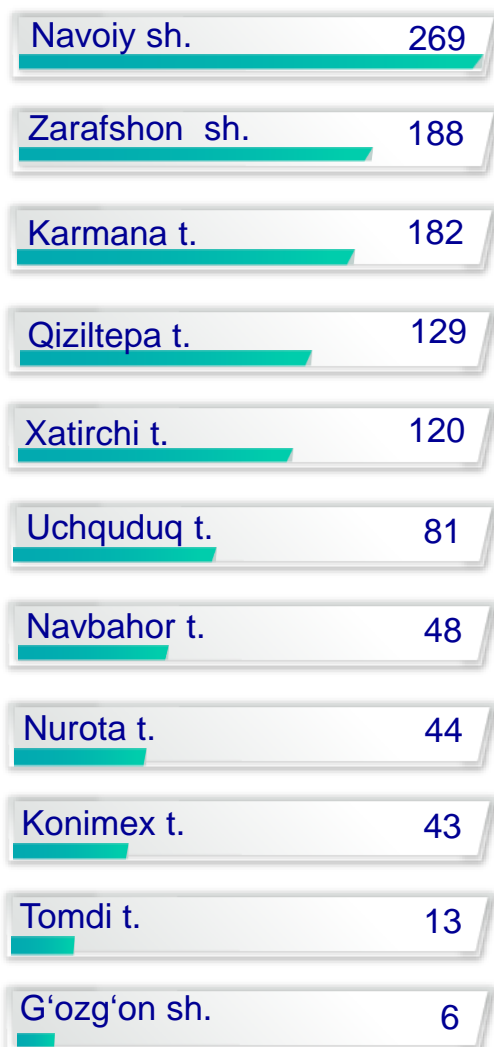 Navoiy sh. 269
Zarafshon sh. 188
Karmana t. 182
Qiziltepa t. 129
Xatirchi t. 120
Uchquduq t. 81
Navbahor t. 48
Nurota t. 44
Konimex t. 43
Tomdi t. 13
G‘ozg‘on sh. 6